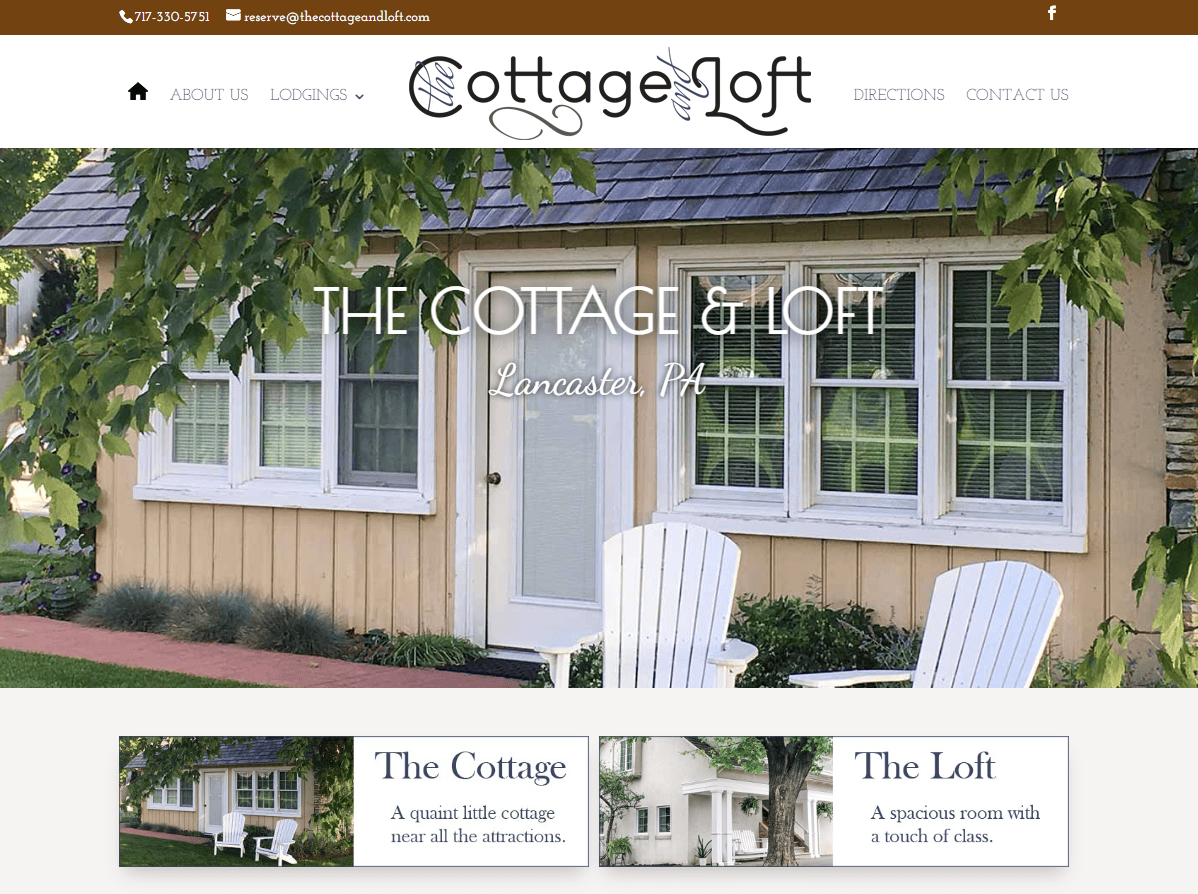 717-330-5751 reserve@thecottageandloft.com
ABOUT US LODGINGS the Cottage and Loft DIRECTIONS CONTACT US
THE COTTAGE & LOFT
Lancaster, PA
The Cottage
A quaint little cottage
near all the attractions.
The Loft
A spacious room with
a touch of class.